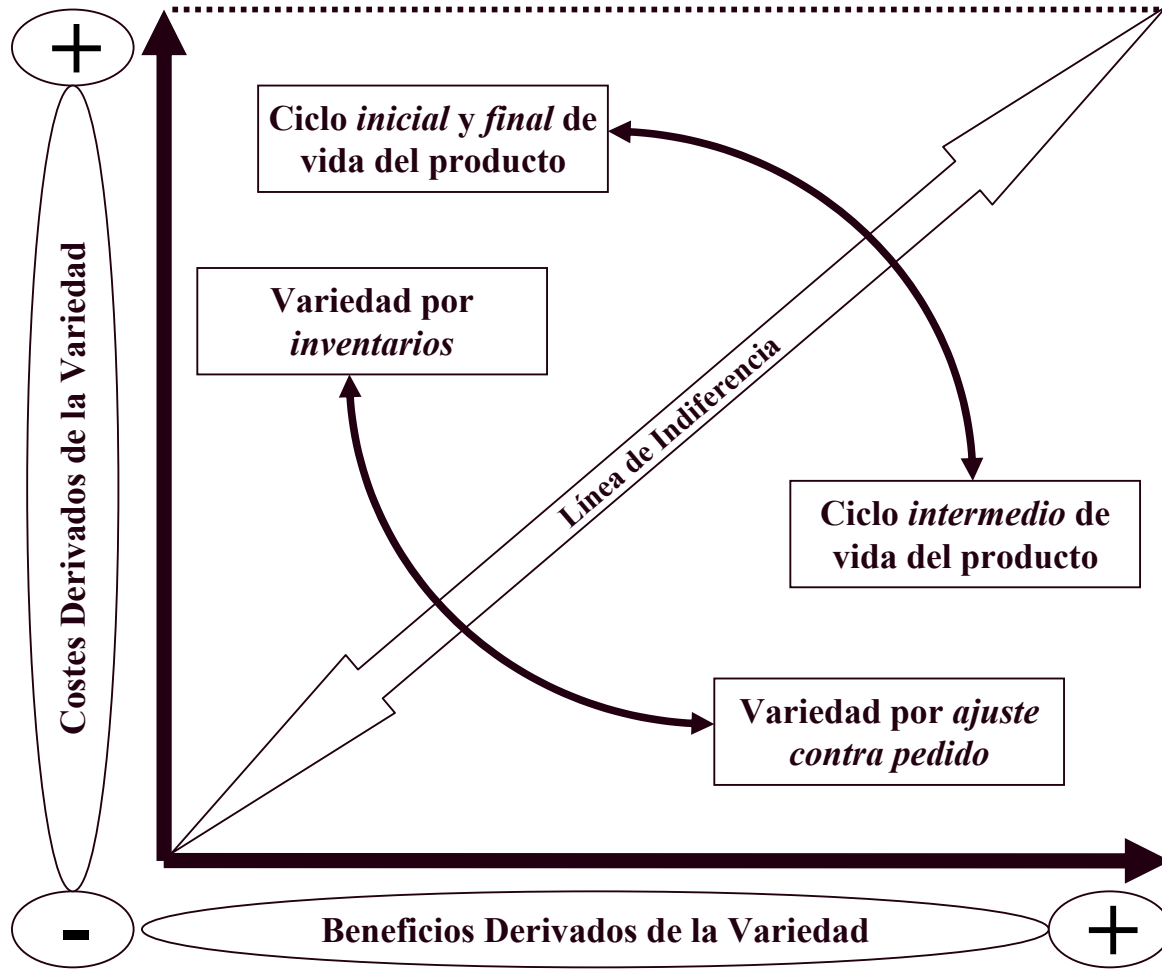 +
Ciclo inicial y final de
vida del producto
Costes Derivados de la Variedad
Variedad por
inventarios
Línea de Indiferencia
Ciclo intermedio de
vida del producto
Variedad por ajuste
contra pedido
-
Beneficios Derivados de la Variedad
+